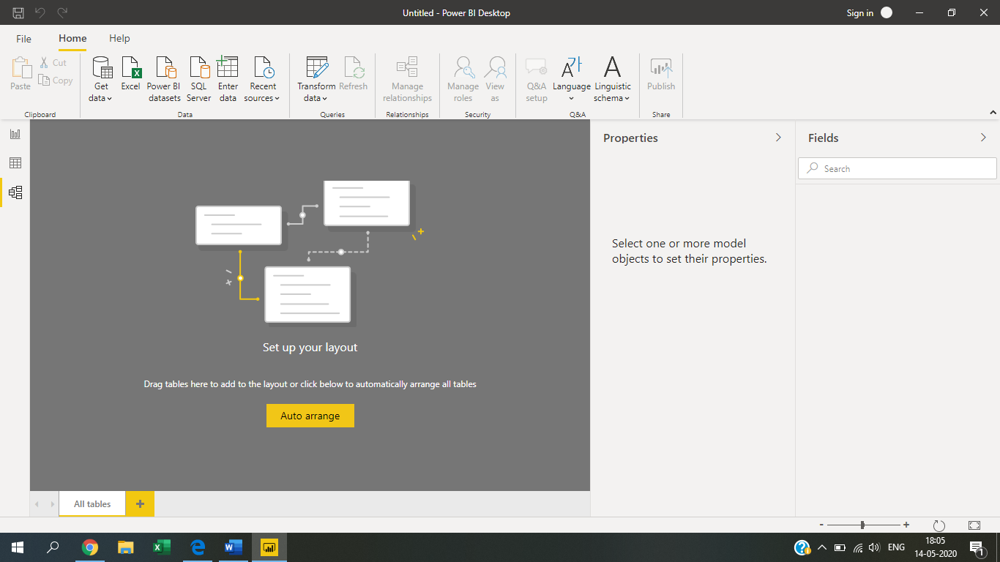 Untitled - Power BI Desktop
Sign in
File
Home
Help
Paste
Cut
Copy
Clipboard
Get data
Excel
Power BI datasets
SQL Server
Enter data
Recent sources
Data
Transform data
Refresh
Queries
Manage relationships
Relationships
Manage roles
View as
Security
Q&A setup
Language
Linguistic schema
Q&A
Publish
Share
Set up your layout
Drag tables here to add to the layout or click below to automatically arrange all tables
Auto arrange
Properties
Select one or more model
objects to set their properties.
Fields
Search
All tables
ENG
18:05
14-05-2020
1